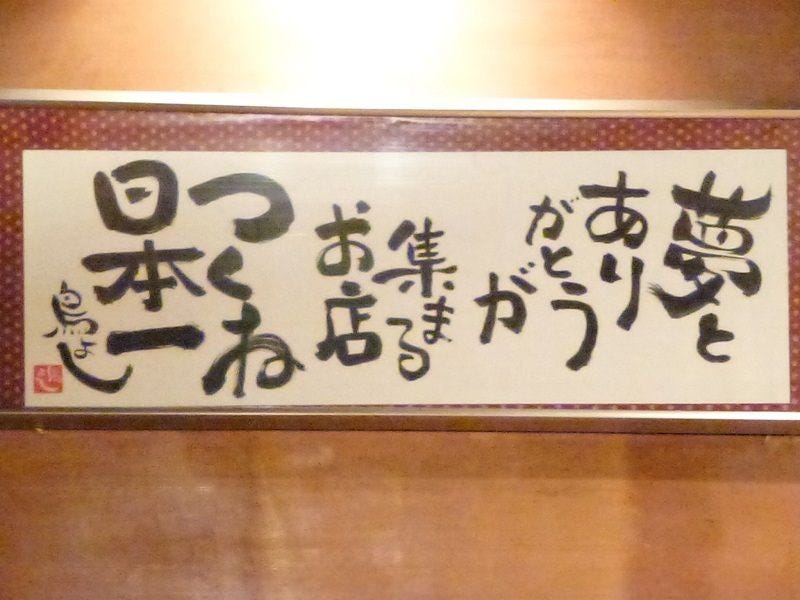 夢と
あり
がとう
が
集まる
お店
つくね
日本一
鳥よし